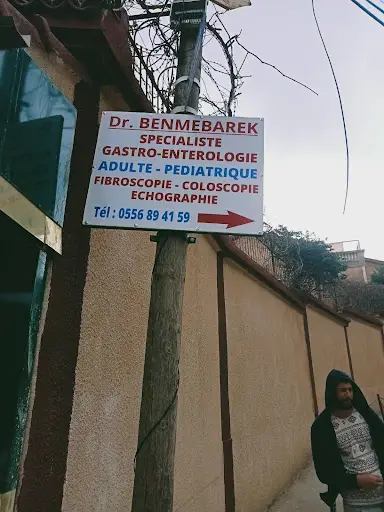 Dr. BENMEBAREK
SPECIALISTE
GASTRO-ENTEROLOGIE
ADULTE - PEDIATRIQUE
FIBROSCOPIE - COLOSCOPIE
ECHOGRAPHIE
Tél : 0556 89 41 59